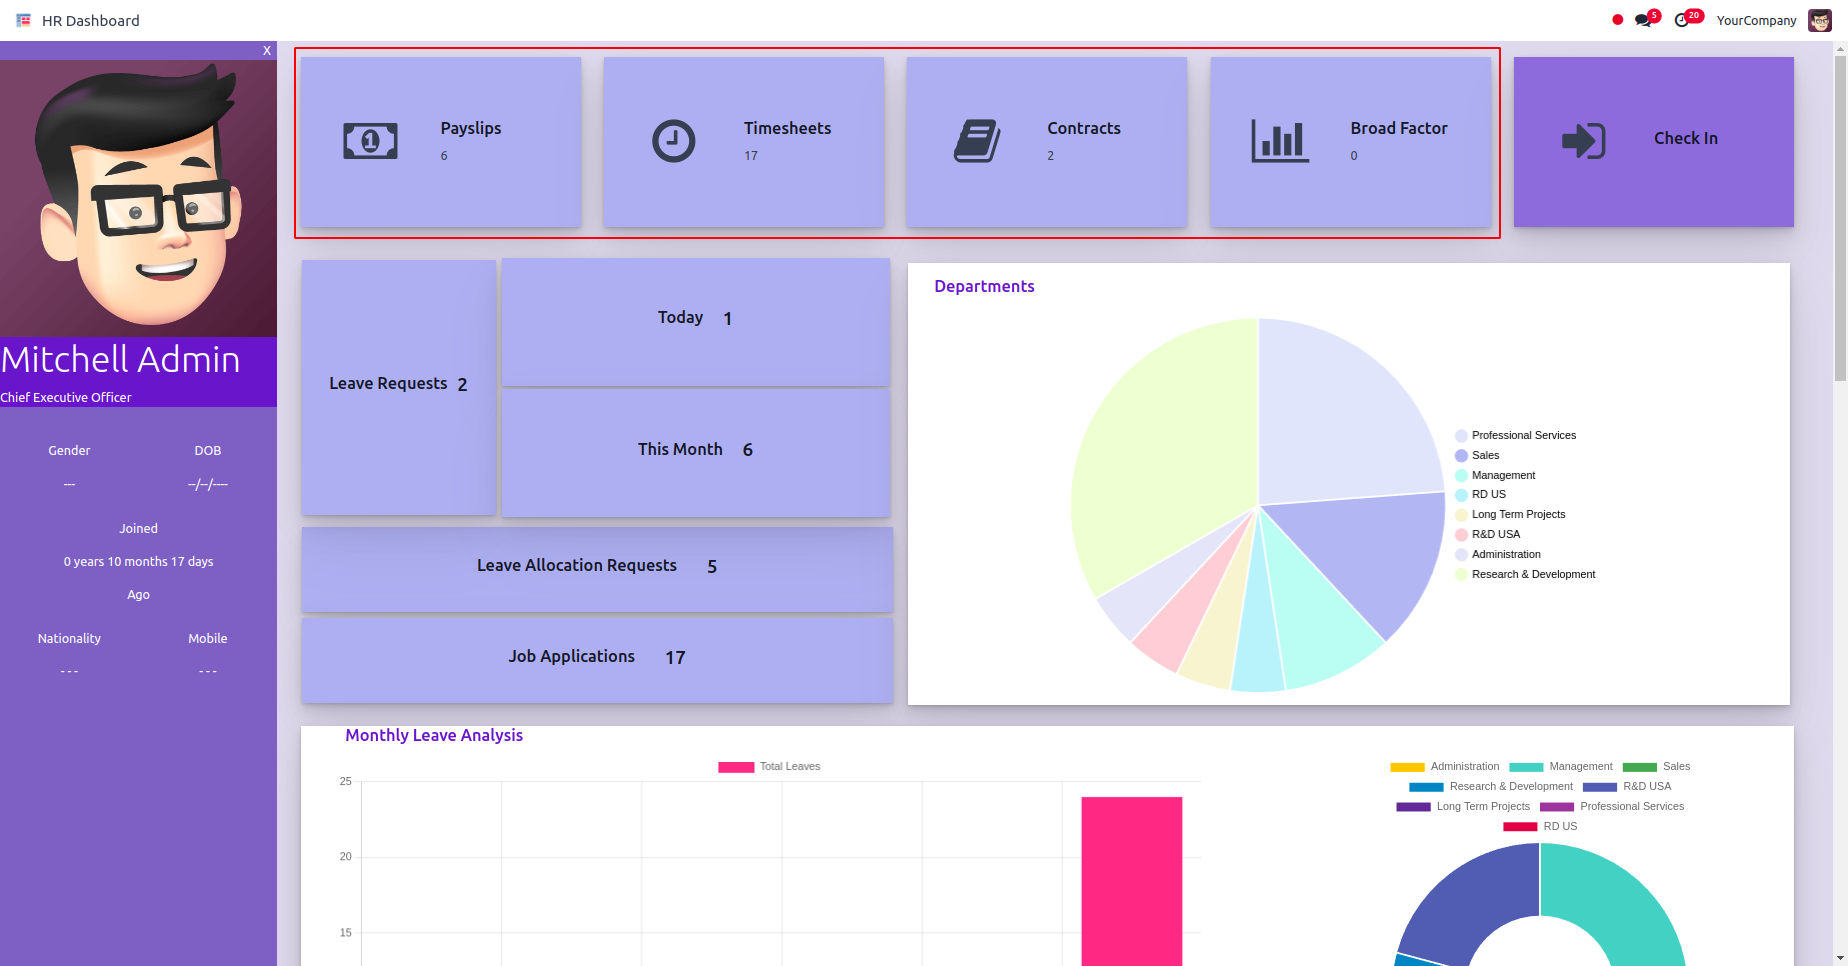 HR Dashboard
5
20
YourCompany
X
Mitchell Admin
Chief Executive Officer
Gender
DOB
---
--/--/----
Joined
0 years 10 months 17 days
Ago
Nationality
Mobile
- - -
- - -
1
Payslips
6
Timesheets
17
Contracts
2
Broad Factor
0
Check In
Leave Requests 2
Today 1
This Month 6
Leave Allocation Requests 5
Job Applications 17
Departments
Professional Services
Sales
Management
RD US
Long Term Projects
R&D USA
Administration
Research & Development
Monthly Leave Analysis
Total Leaves
25
20
15
Administration Management Sales
Research & Development R&D USA
Long Term Projects Professional Services
RD US